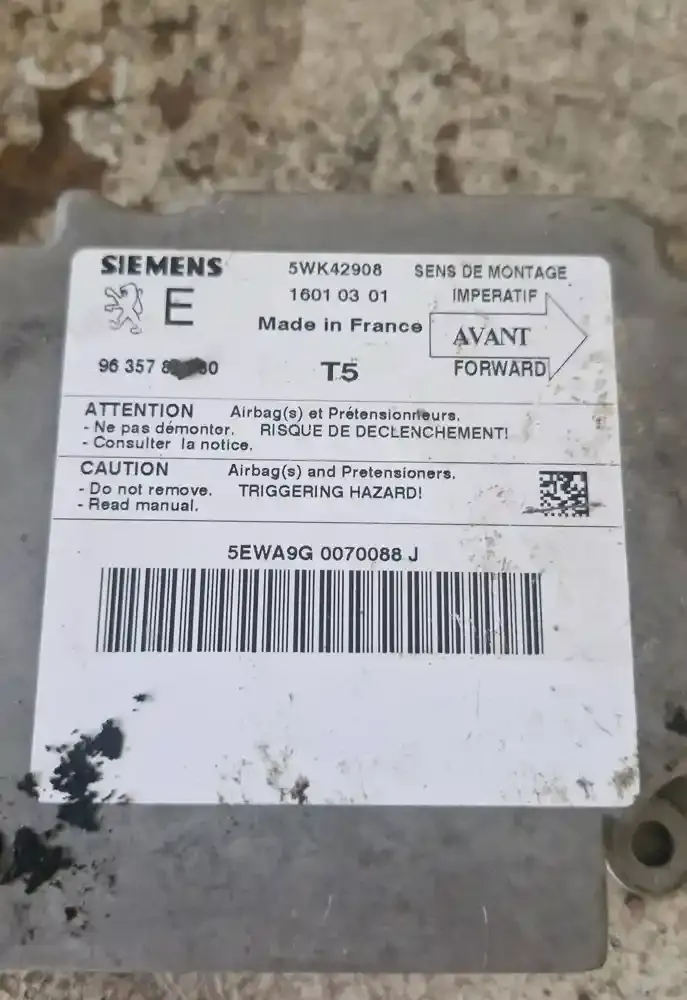 SIEMENS
5WK42908
SENS DE MONTAGE
E
1601 03 01
IMPERATIF
Made in France
AVANT
96 357
T5
FORWARD
ATTENTION Airbag(s) et Prétensionneurs.
- Ne pas démonter. RISQUE DE DECLENCHEMENT!
- Consulter la notice.
CAUTION Airbag(s) and Pretensioners.
- Do not remove. TRIGGERING HAZARD!
- Read manual.
5EWA9G 0070088 J